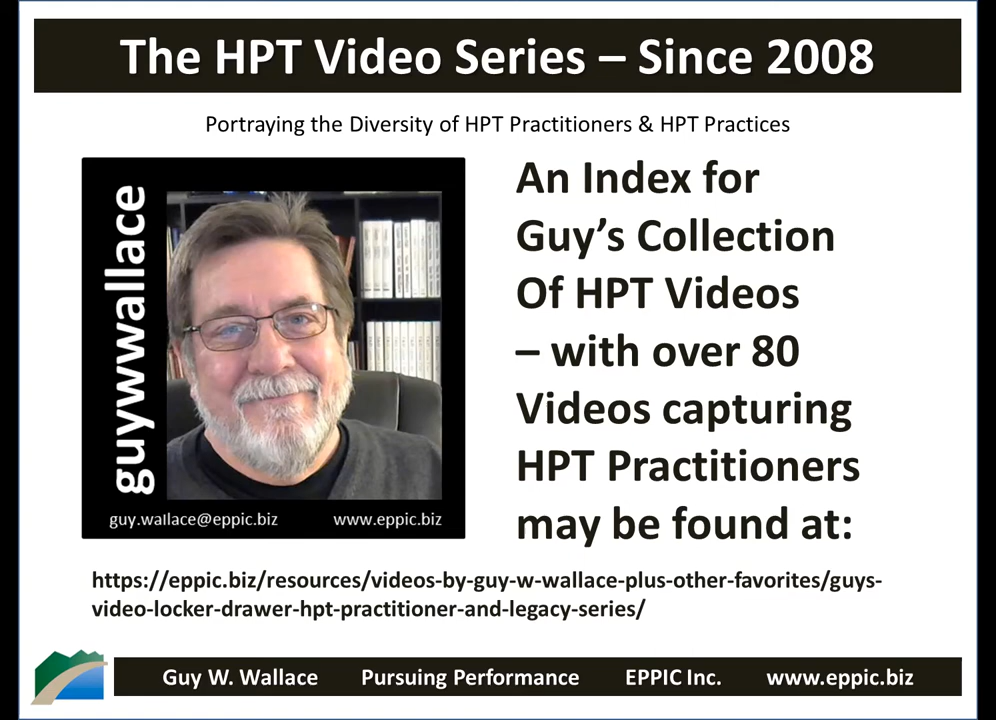 The HPT Video Series – Since 2008
Portraying the Diversity of HPT Practitioners & HPT Practices
guywwallace
guy.wallace@eppic.biz www.eppic.biz
An Index for
Guy’s Collection
Of HPT Videos
– with over 80
Videos capturing
HPT Practitioners
may be found at:
https://eppic.biz/resources/videos-by-guy-w-wallace-plus-other-favorites/guys-
video-locker-drawer-hpt-practitioner-and-legacy-series/
Guy W. Wallace Pursuing Performance EPPIC Inc. www.eppic.biz